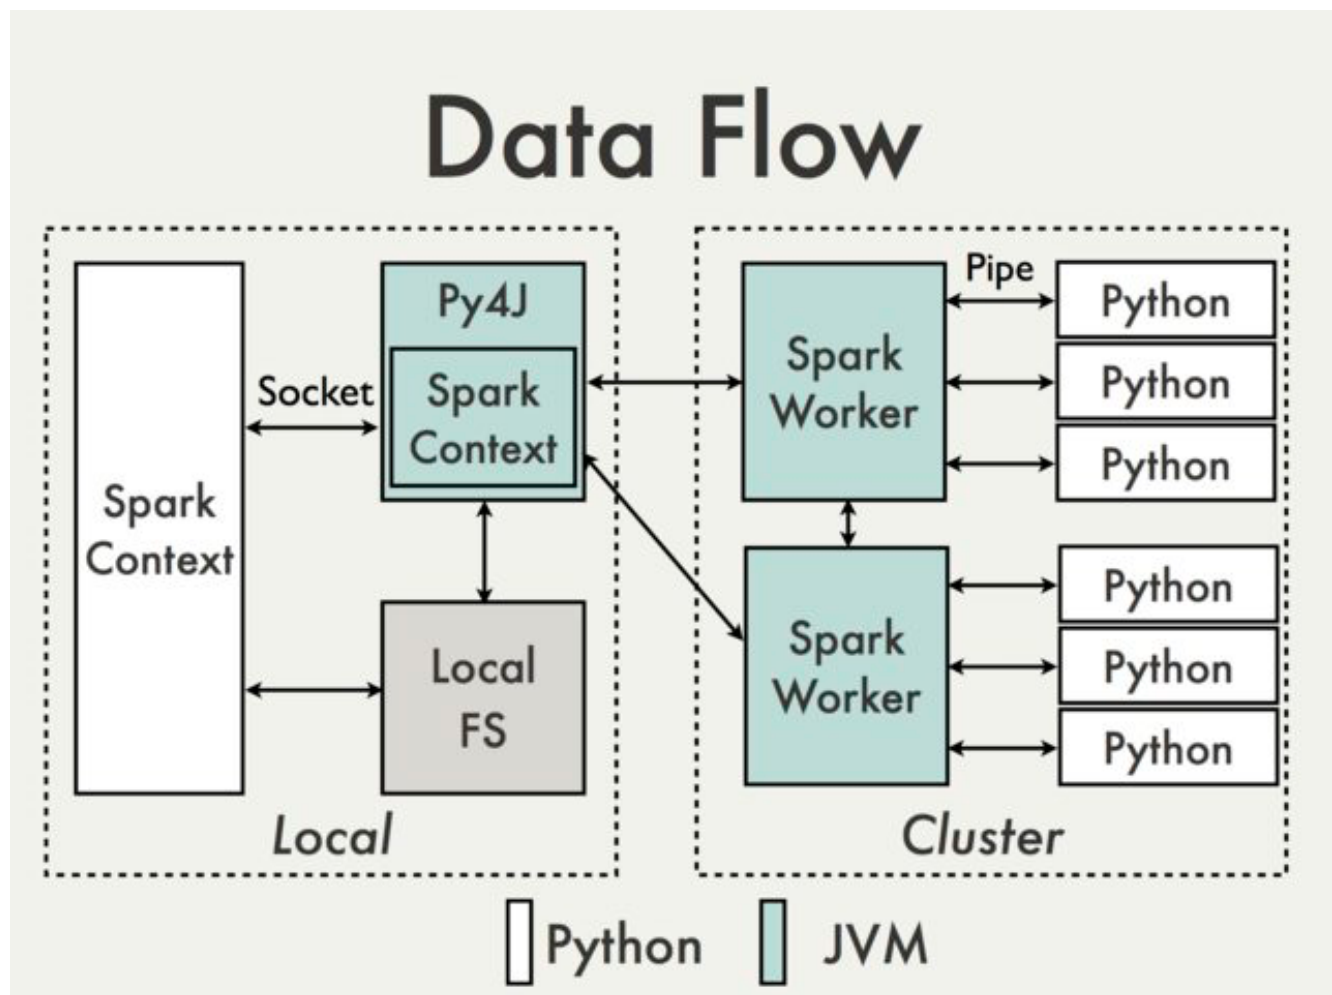 Data Flow
Spark
Context
Socket
Py4J
Spark
Context
Local
FS
Local
Spark
Worker
Pipe
Python
Python
Python
Spark
Worker
Python
Python
Python
Cluster
Python
JVM